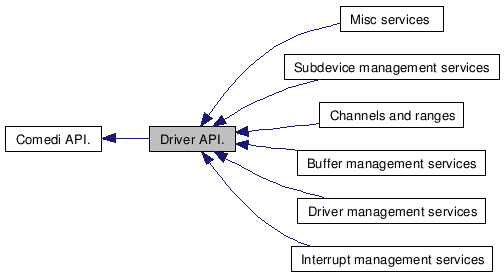 Misc services
Subdevice management services
Channels and ranges
Comedi API.
Driver API.
Buffer management services
Driver management services
Interrupt management services